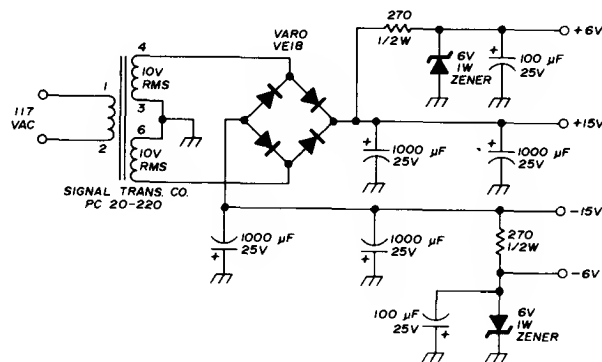 117
VAC
1
2
4
10V
RMS
3
6
10V
RMS
SIGNAL TRANS. CO.
PC 20-220
VARO
VE18
270
1/2W
6V
1W
ZENER
+
100 µF
25V
+6V
+
1000 µF
25V
+
1000 µF
25V
+15V
1000 µF
25V
+
1000 µF
25V
+
-15V
270
1/2W
-6V
100 µF
25V
+
6V
1W
ZENER